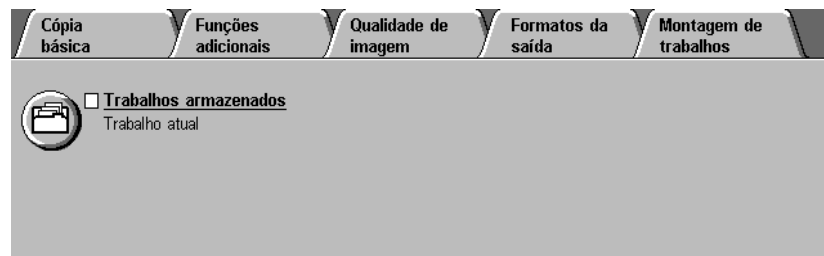 Cópia básica
Funções adicionais
Qualidade de imagem
Formatos da saída
Montagem de trabalhos
Trabalhos armazenados
Trabalho atual